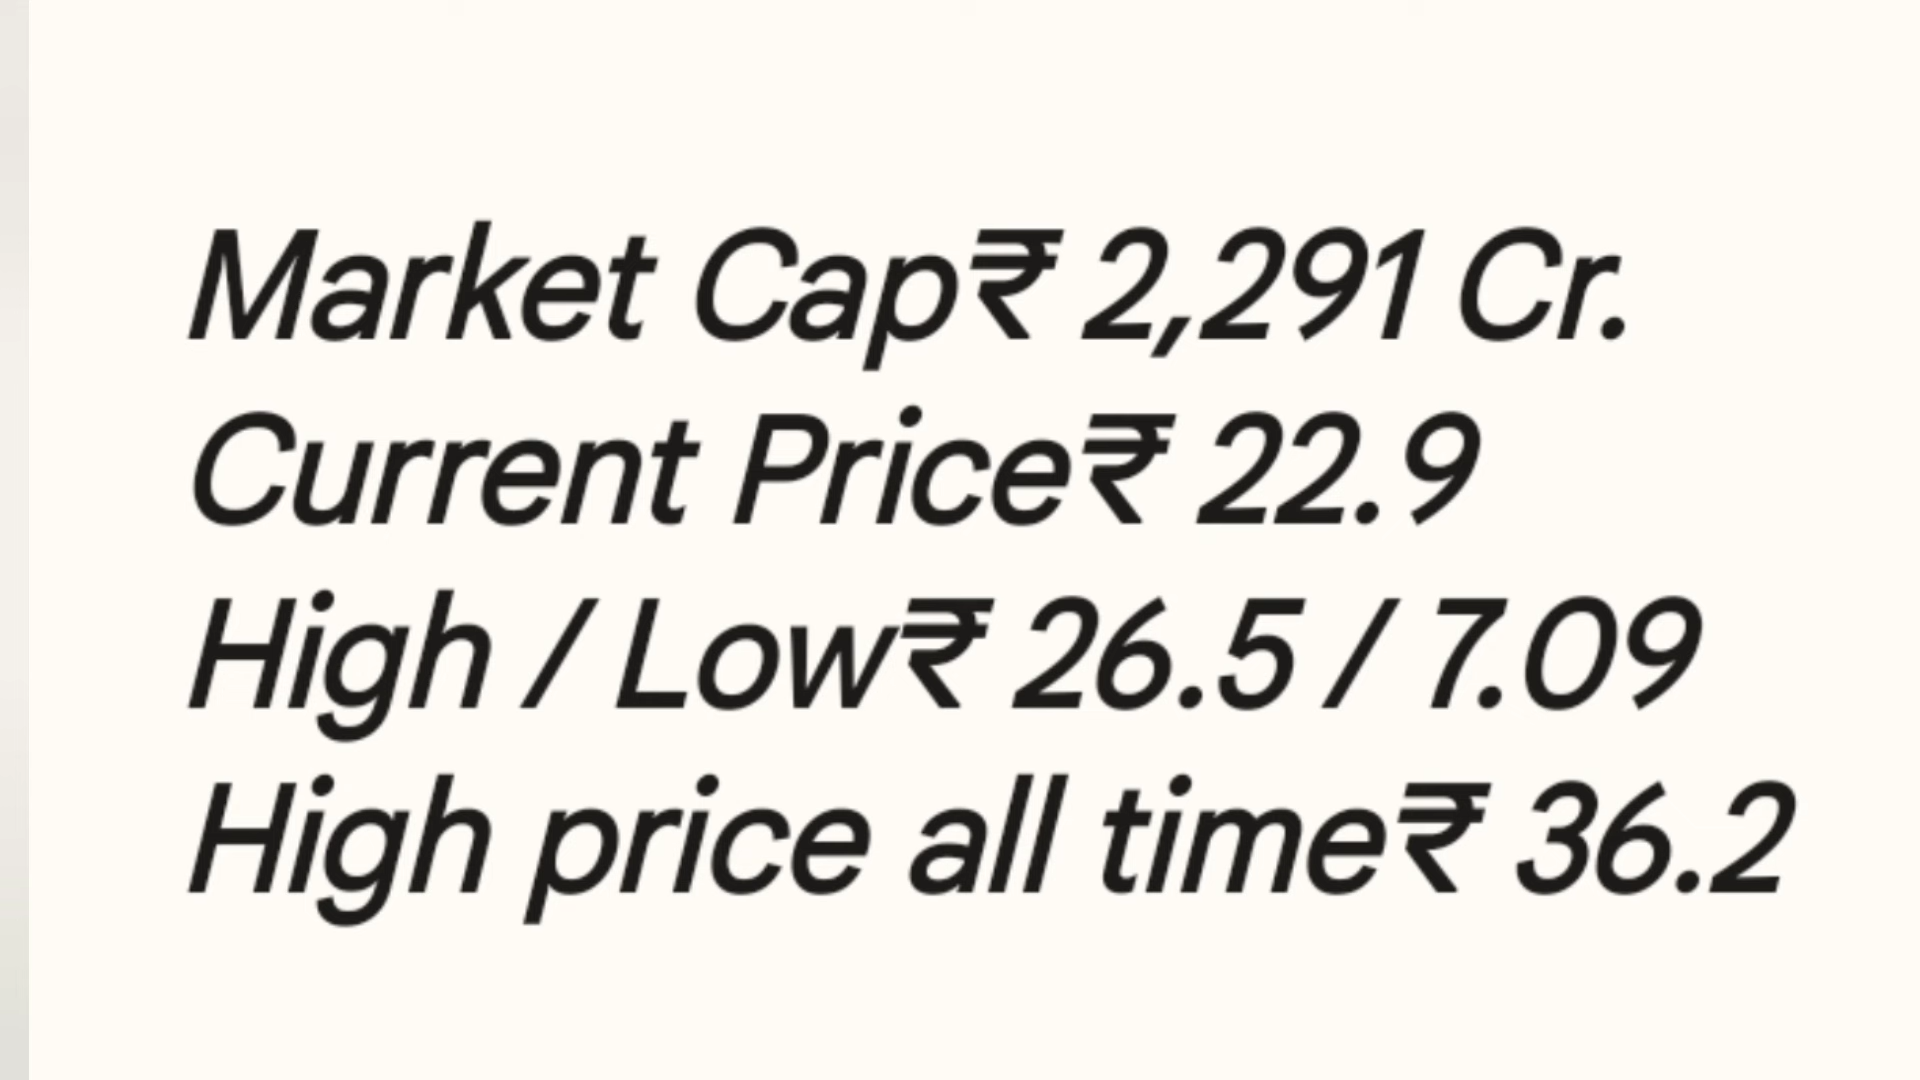 Market Cap₹ 2,291 Cr.
Current Price₹ 22.9
High / Low₹ 26.5 / 7.09
High price all time₹ 36.2